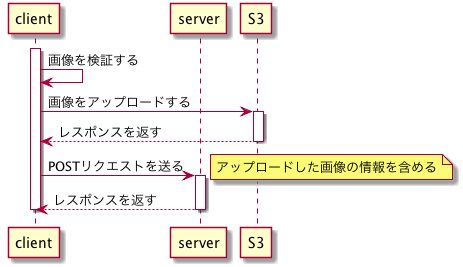 client
server
S3
画像を検証する
画像をアップロードする
レスポンスを返す
POSTリクエストを送る
アップロードした画像の情報を含める
レスポンスを返す
client
server
S3